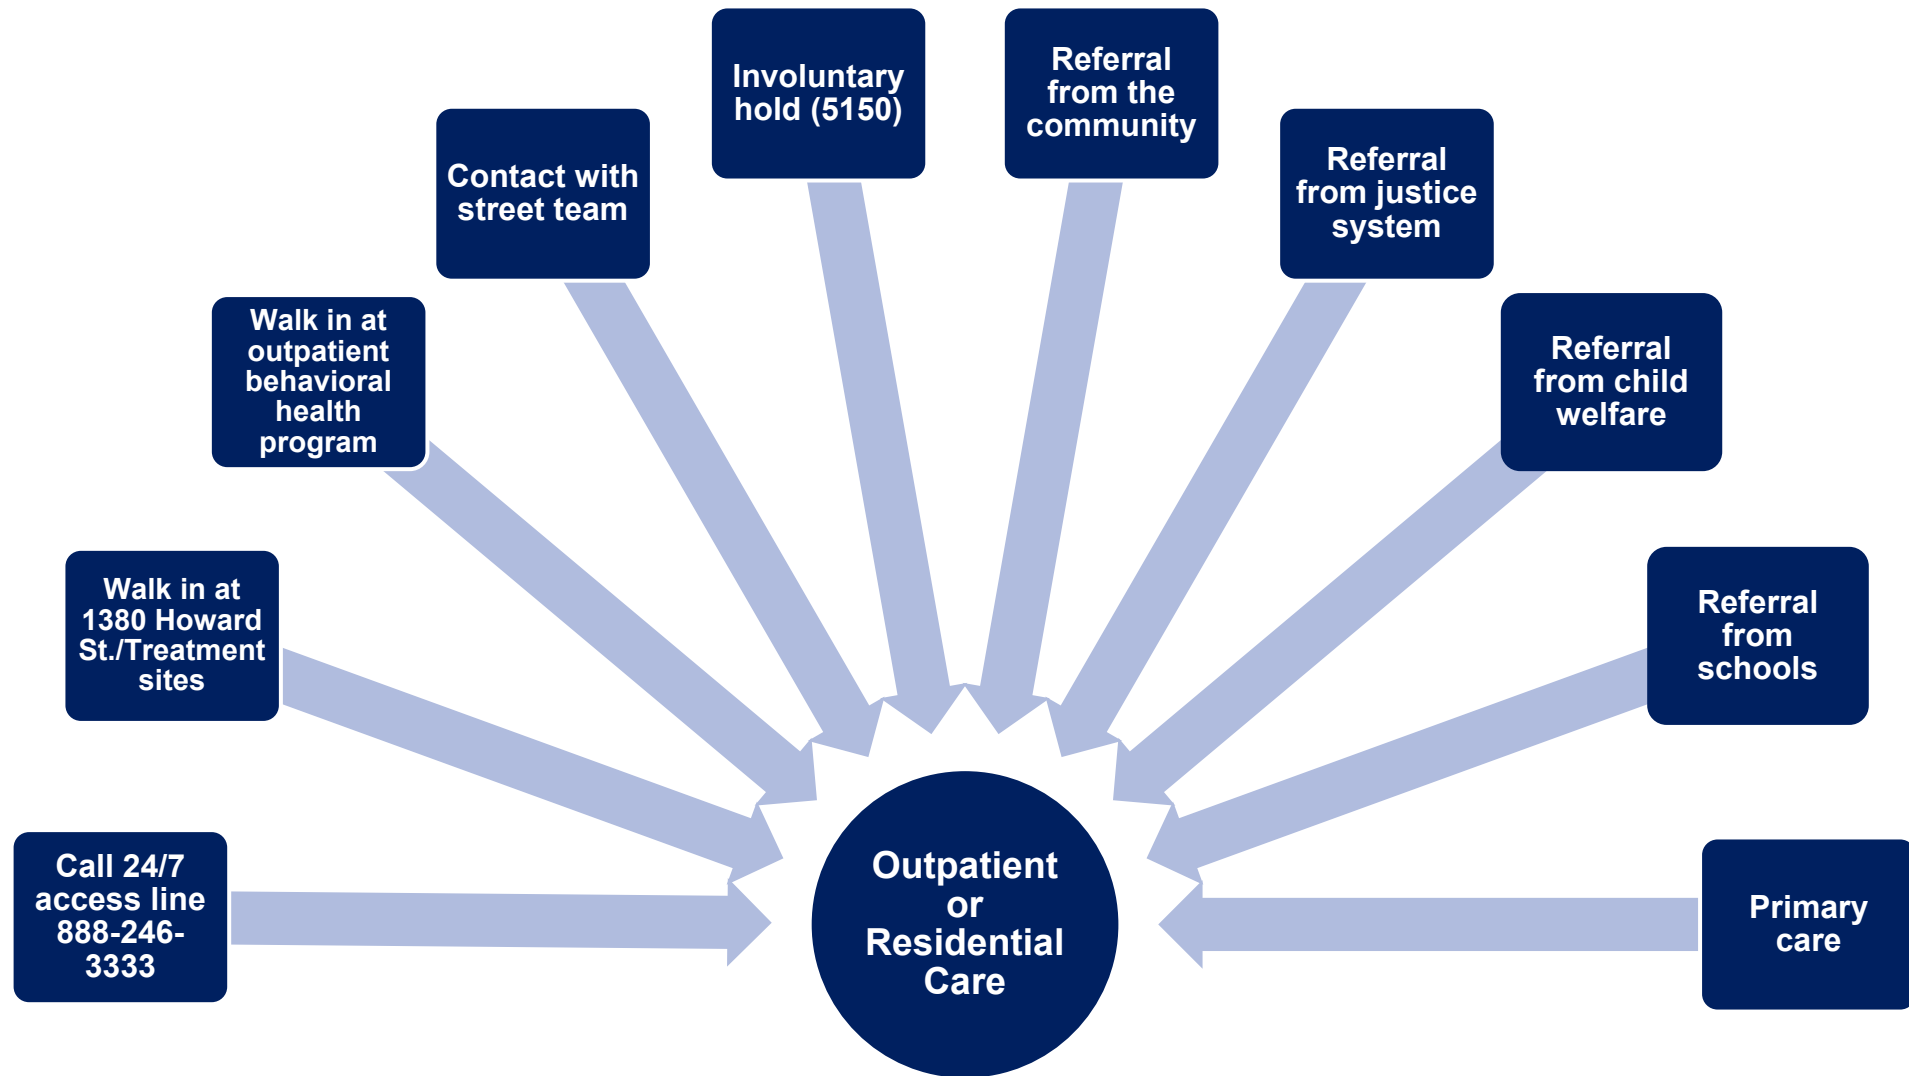 Involuntary
hold (5150)
Referral
from the
community
Contact with
street team
Referral
from justice
system
Walk in at
outpatient
behavioral
health
program
Referral
from child
welfare
Walk in at
1380 Howard
St./Treatment
sites
Referral
from
schools
Call 24/7
access line
888-246-
3333
Outpatient
or
Residential
Care
Primary
care